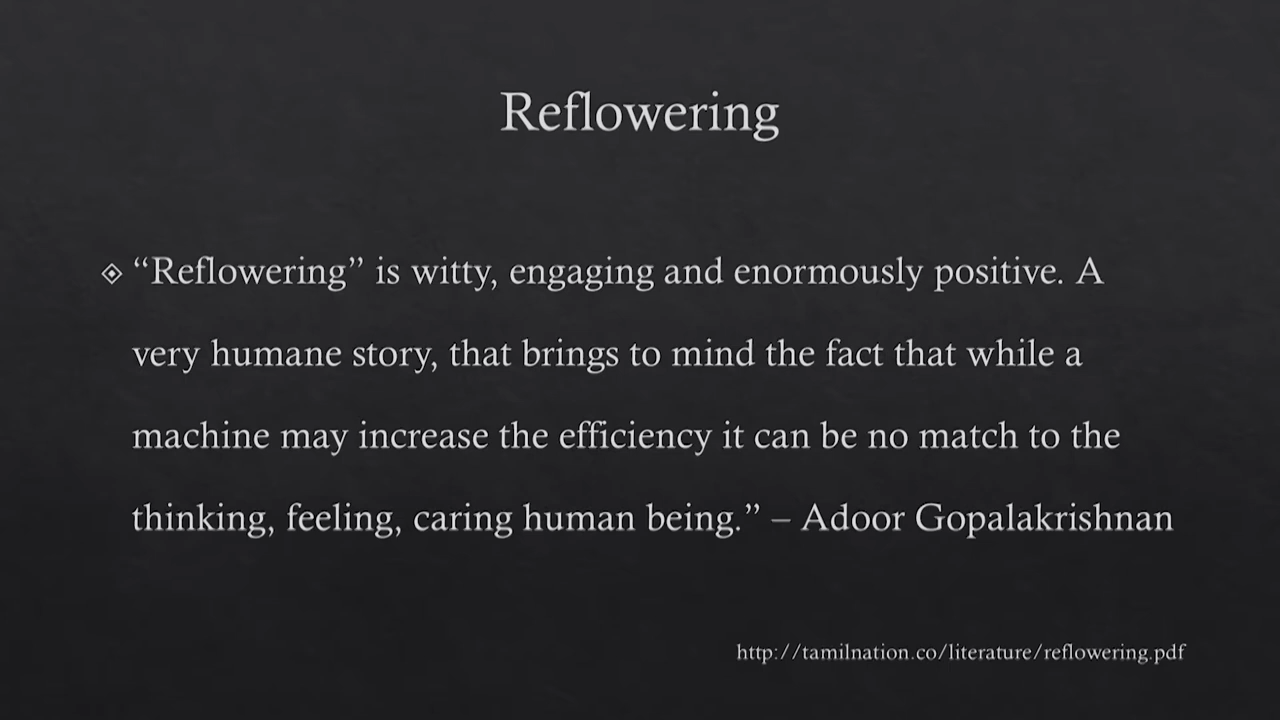 Reflowering
“Reflowering” is witty, engaging and enormously positive. A
very humane story, that brings to mind the fact that while a
machine may increase the efficiency it can be no match to the
thinking, feeling, caring human being.” – Adoor Gopalakrishnan
http://tamilnation.co/literature/reflowering.pdf